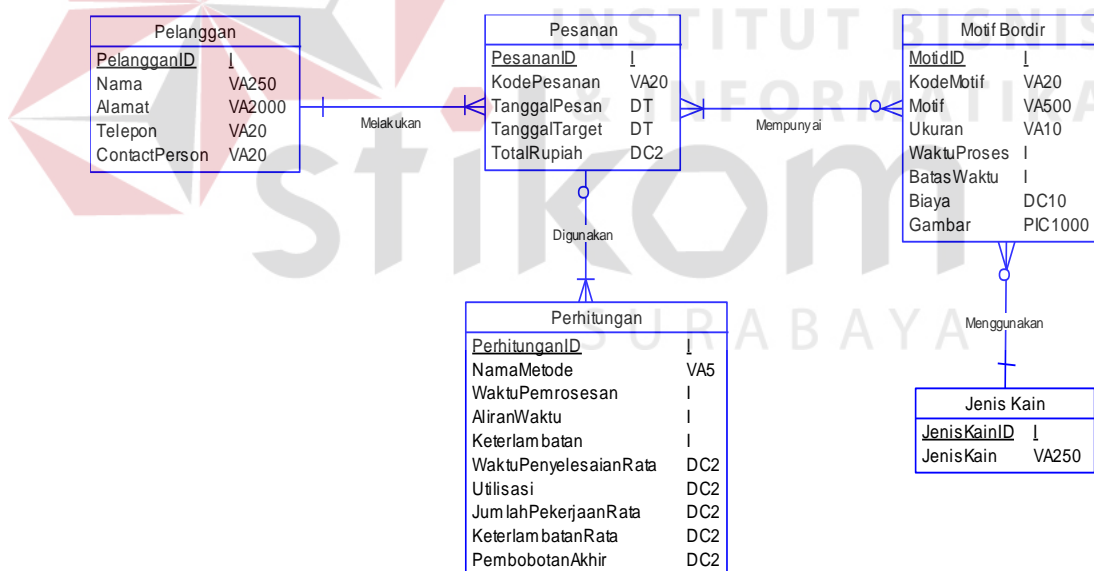 INSTITUT BISNIS
& INFORMATIKA
stikom
SURABAYA
Pelanggan
PelangganID I
Nama VA250
Alamat VA2000
Telepon VA20
ContactPerson VA20
Melakukan
Pesanan
PesananID I
KodePesanan VA20
TanggalPesan DT
TanggalTarget DT
TotalRupiah DC2
Mempunyai
Motif Bordir
MotidID I
KodeMotif VA20
Motif VA500
Ukuran VA10
WaktuProses I
BatasWaktu I
Biaya DC10
Gambar PIC1000
Digunakan
Menggunakan
Perhitungan
PerhitunganID I
NamaMetode VA5
WaktuPemrosesan I
AliranWaktu I
Keterlambatan I
WaktuPenyelesaianRata DC2
Utilisasi DC2
JumlahPekerjaanRata DC2
KeterlambatanRata DC2
PembobotanAkhir DC2
Jenis Kain
JenisKainID I
JenisKain VA250